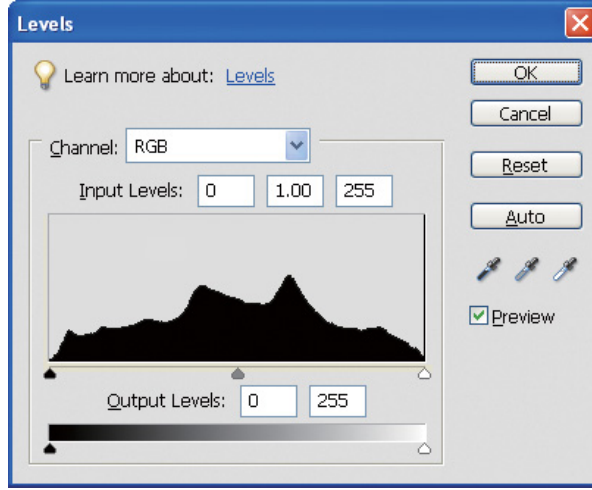 Levels
Learn more about: Levels
OK
Cancel
Channel: RGB
Reset
Input Levels: 0 1.00 255
Auto
Preview
Output Levels: 0 255